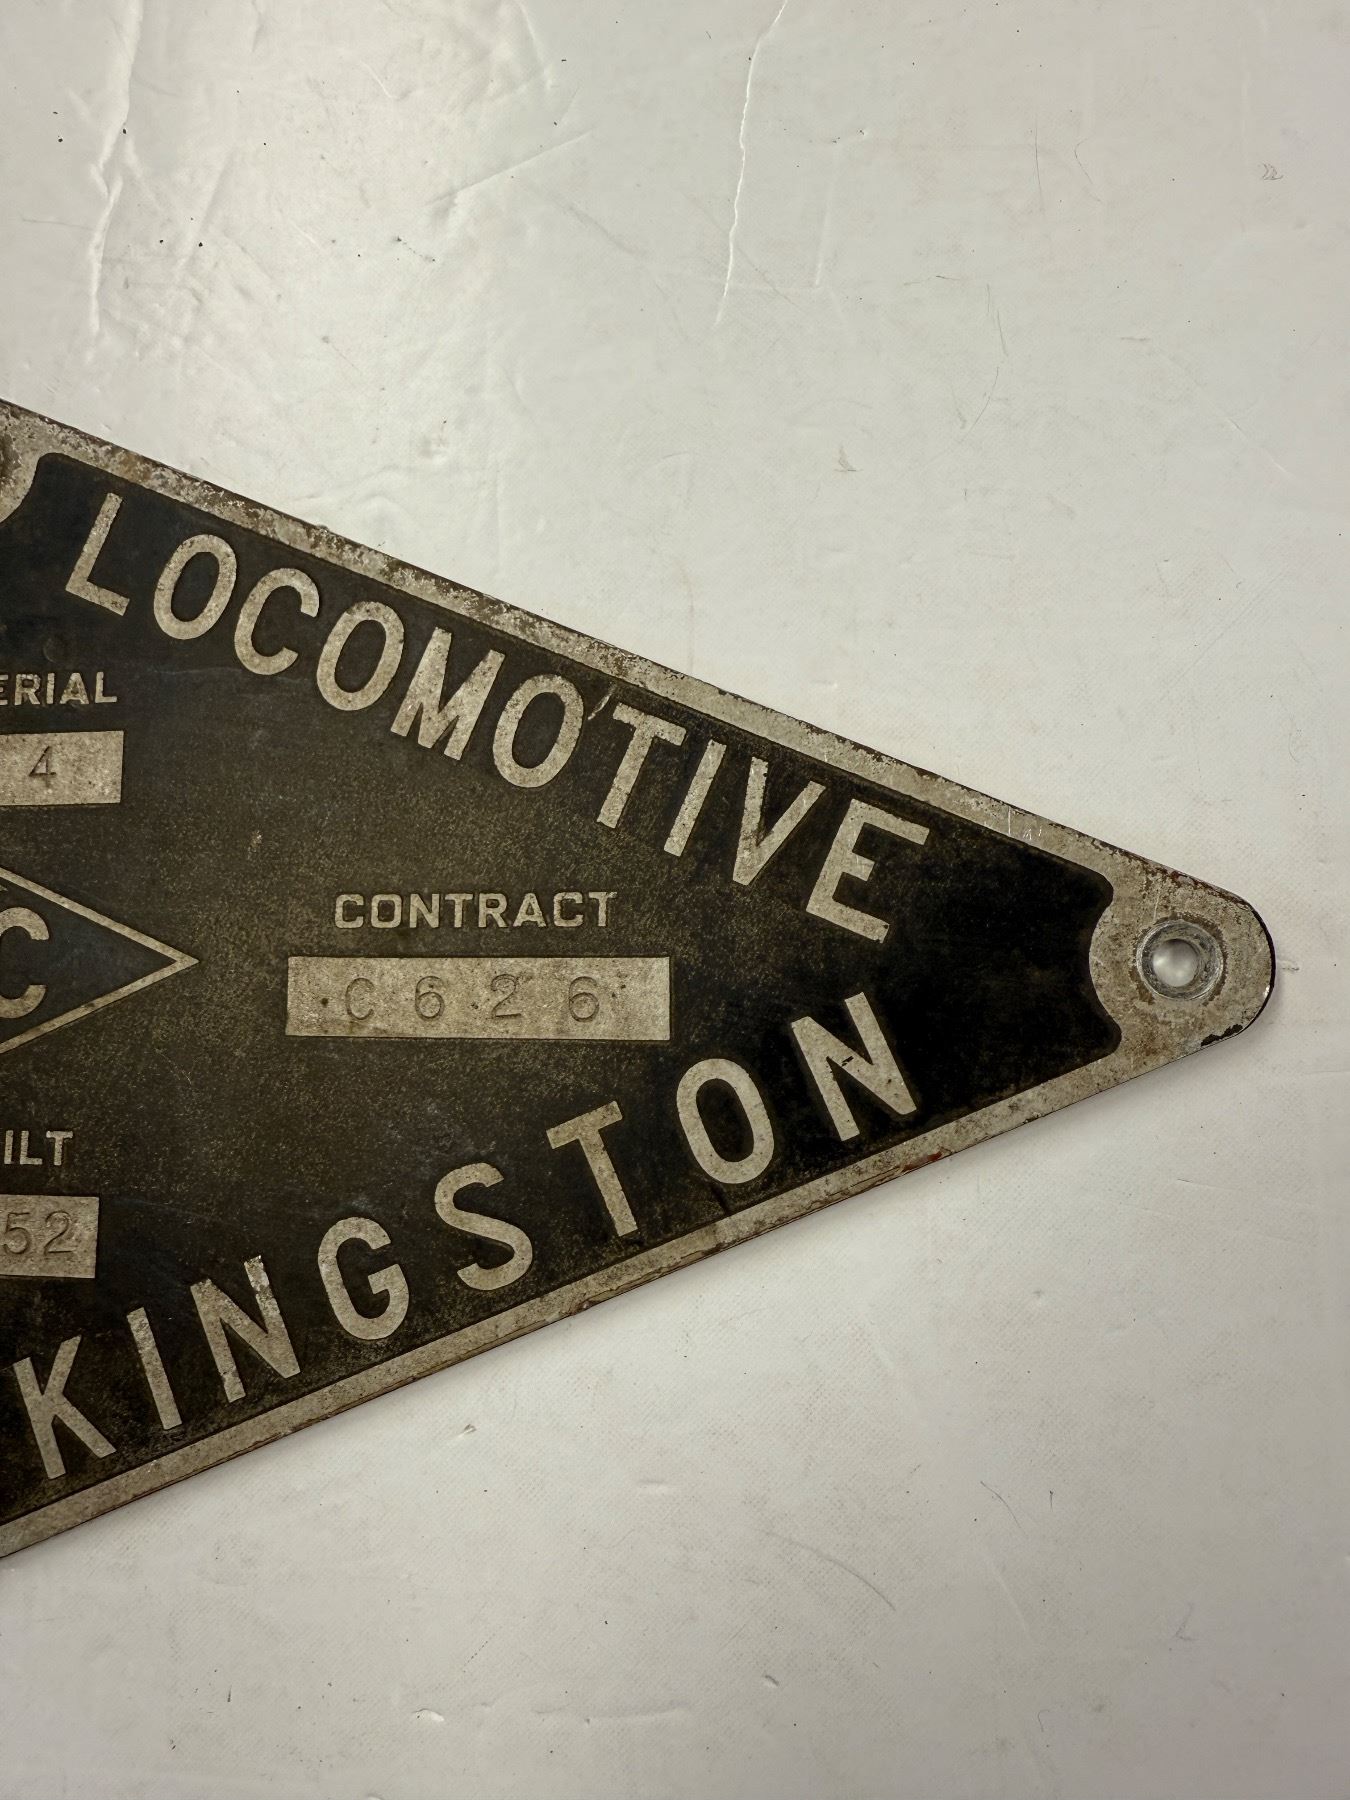 LOCOMOTIVE
ERIAL
4
CONTRACT
C
C626
ILT
52
KINGSTON